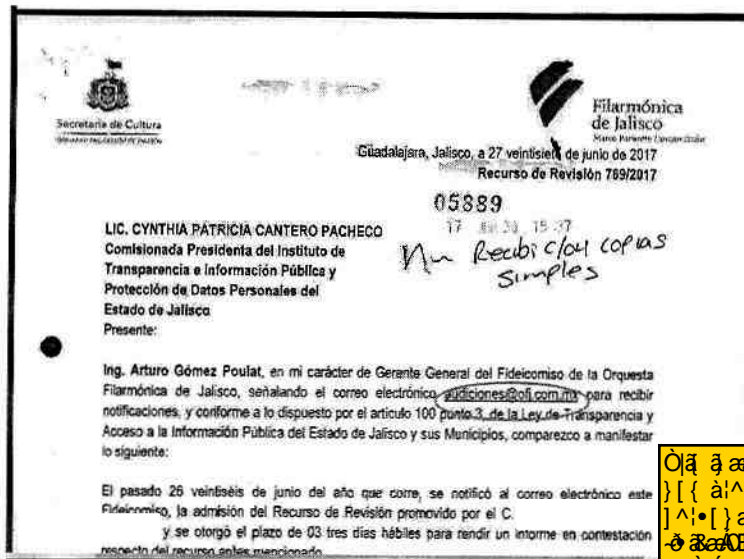 Secretaría de Cultura
Filarmónica
de Jalisco
Guadalajara, Jalisco, a 27 veintisiete de junio de 2017
Recurso de Revisión 769/2017
05889
LIC. CYNTHIA PATRICIA CANTERO PACHECO
Comisionada Presidenta del Instituto de
Transparencia e Información Pública y
Protección de Datos Personales del
Estado de Jalisco
Presente:
Recibi c/04 copias
simples
Ing. Arturo Gómez Poulat, en mi carácter de Gerente General del Fideicomiso de la Orquesta
Filarmónica de Jalisco, señalando el correo electrónico audiciones@ofj.com.mx para recibir
notificaciones, y conforme a lo dispuesto por el articulo 100 punto 3, de la Ley de Transparencia y
Acceso a la Información Pública del Estado de Jalisco y sus Municipios, comparezco a manifestar
lo siguiente:
El pasado 26 veintiséis de junio del año que corre, se notificó al correo electrónico este
Fideicomiso, la admisión del Recurso de Revisión promovido por el C.
y se otorgó el plazo de 03 tres días hábiles para rendir un informe en contestación
respecto del recurso antes mencionado